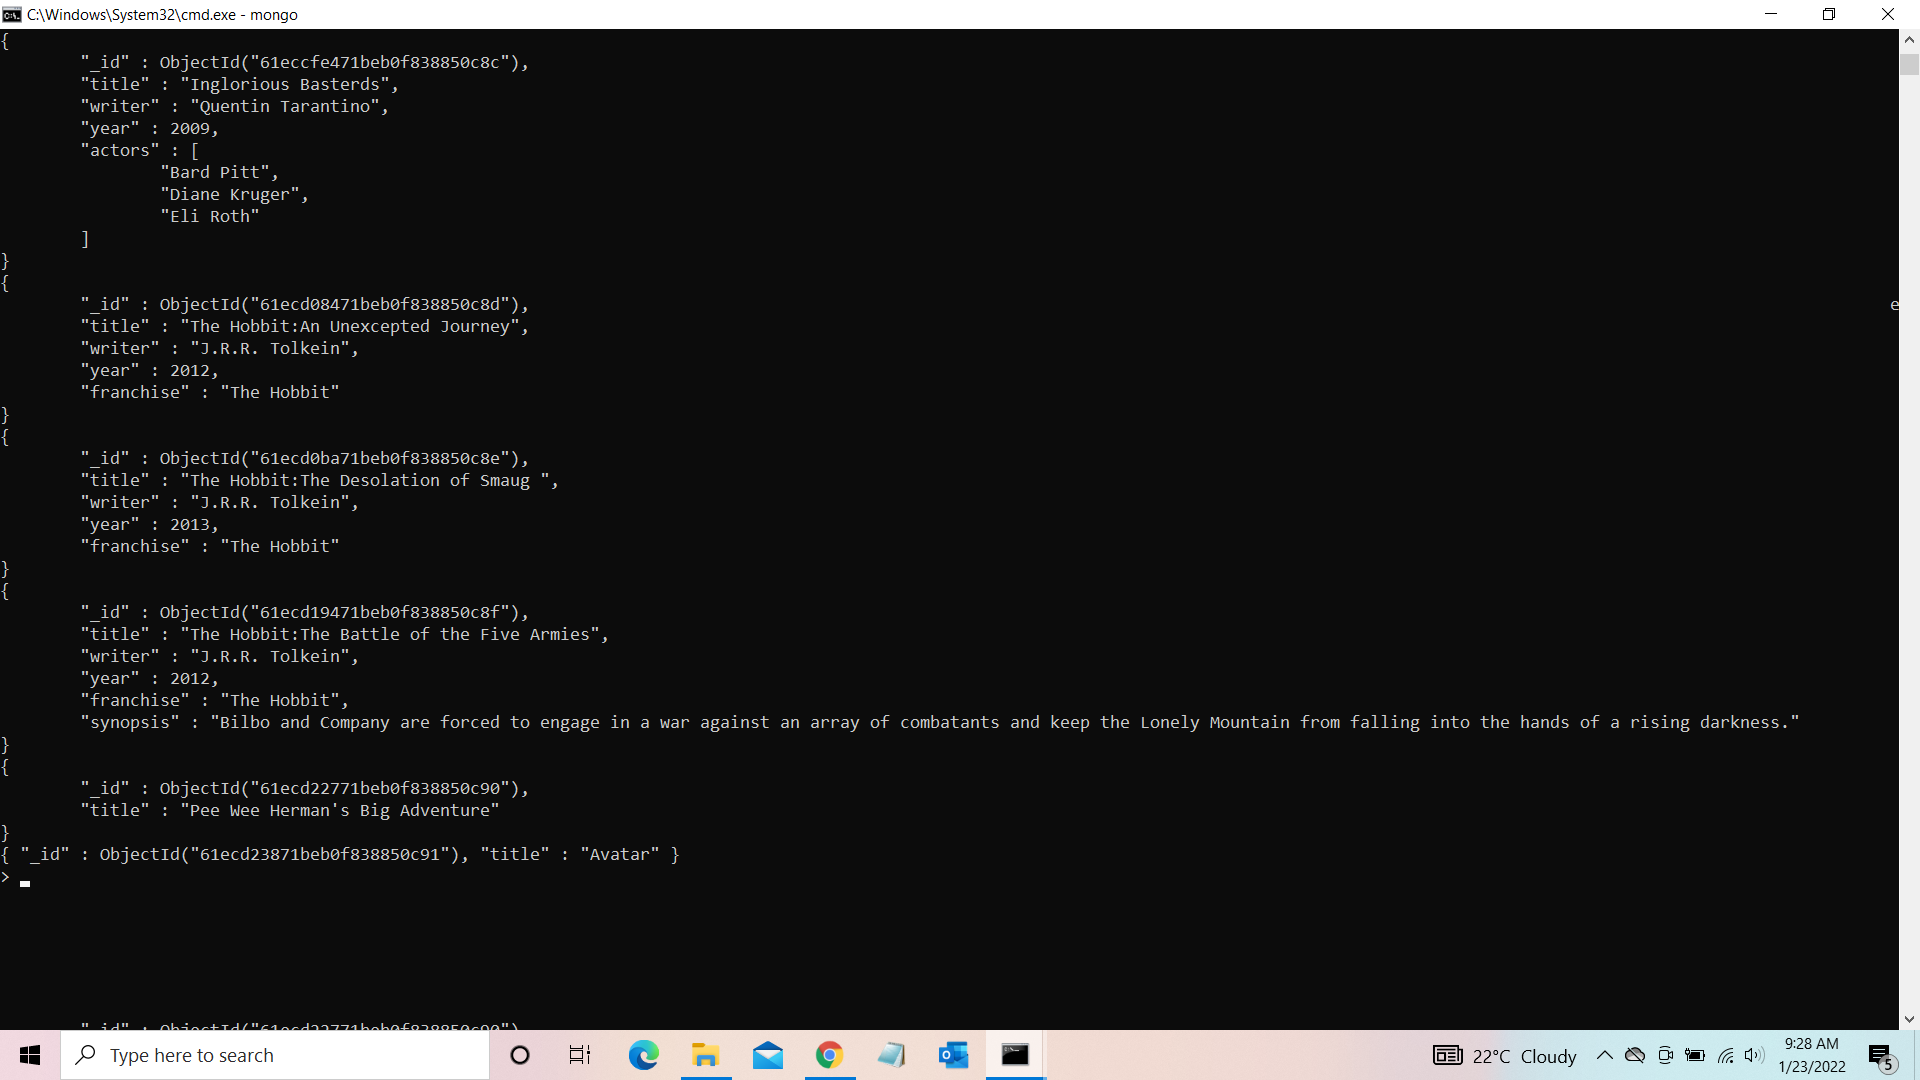 C:\Windows\System32\cmd.exe - mongo
{
"_id" : ObjectId("61eccfe471beb0f838850c8c"),
"title" : "Inglorious Basterds",
"writer" : "Quentin Tarantino",
"year" : 2009,
"actors" : [
"Bard Pitt",
"Diane Kruger",
"Eli Roth"
]
}
{
"_id" : ObjectId("61ecd08471beb0f838850c8d"), e
"title" : "The Hobbit:An Unexcepted Journey",
"writer" : "J.R.R. Tolkein",
"year" : 2012,
"franchise" : "The Hobbit"
}
{
"_id" : ObjectId("61ecd0ba71beb0f838850c8e"),
"title" : "The Hobbit:The Desolation of Smaug ",
"writer" : "J.R.R. Tolkein",
"year" : 2013,
"franchise" : "The Hobbit"
}
{
"_id" : ObjectId("61ecd19471beb0f838850c8f"),
"title" : "The Hobbit:The Battle of the Five Armies",
"writer" : "J.R.R. Tolkein",
"year" : 2012,
"franchise" : "The Hobbit",
"synopsis" : "Bilbo and Company are forced to engage in a war against an array of combatants and keep the Lonely Mountain from falling into the hands of a rising darkness."
}
{
"_id" : ObjectId("61ecd22771beb0f838850c90"),
"title" : "Pee Wee Herman's Big Adventure"
}
{ "_id" : ObjectId("61ecd23871beb0f838850c91"), "title" : "Avatar" }
>
"_id" : ObjectId("61ecd22771beb0f838850c90"),
Type here to search
22°C Cloudy
9:28 AM
1/23/2022
5